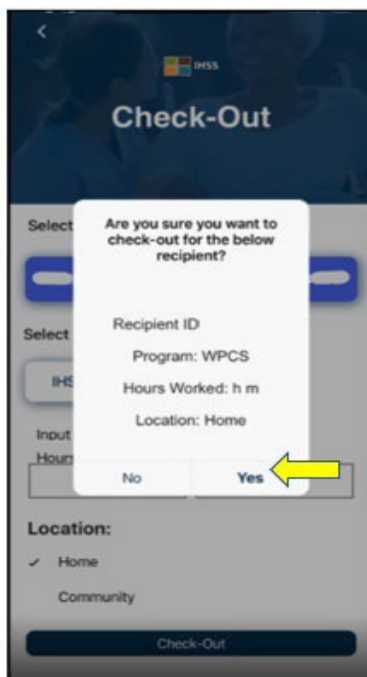 IHSS
Check-Out
Select
Are you sure you want to
check-out for the below
recipient?
Recipient ID
Program: WPCS
Hours Worked: h m
Location: Home
No Yes
Select
IHS
Input
Hours
Location:
✓ Home
Community
Check-Out